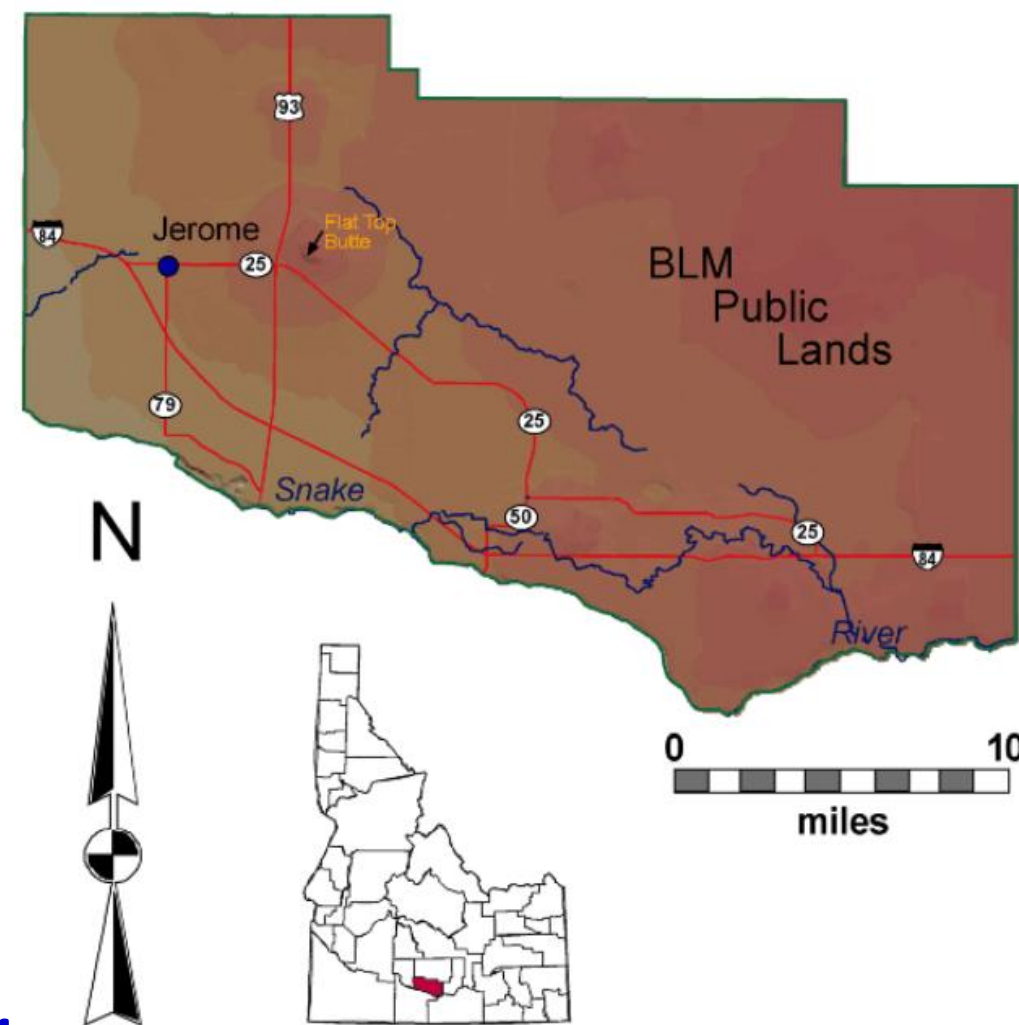 93
84
Jerome
Flat Top
Butte
25
BLM
Public
Lands
79
25
Snake
50
25
84
N
River
0 10
miles